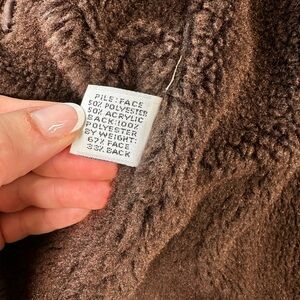 PILE:FACE
50% POLYESTER
50% ACRYLIC
BACK:100%
POLYESTER
BY WEIGHT:
67% FACE
33% BACK